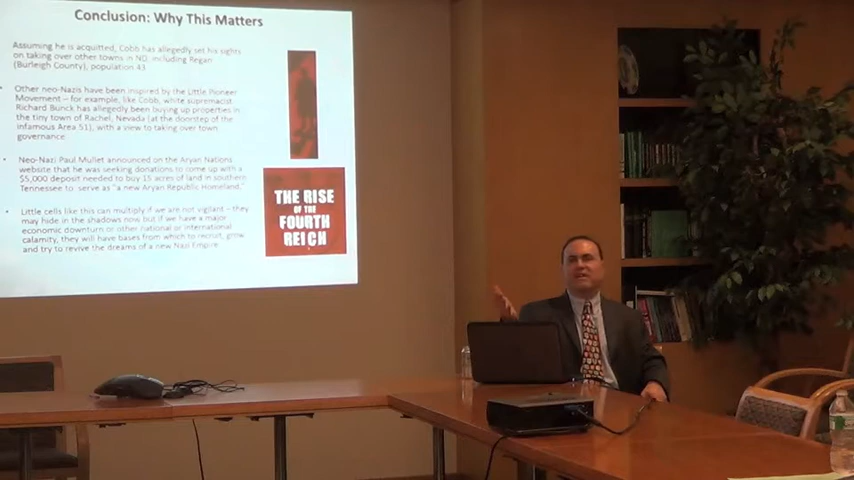 Conclusion: Why This Matters
Assuming he is acquitted, Cobb has allegedly set his sights
on taking over other towns in ND, including Regan
(Burleigh County), population 43
Other neo-Nazis have been inspired by the Little Pioneer
Movement – for example, like Cobb, white supremacist
Richard Bunck has allegedly been buying up properties in
the tiny town of Rachel, Nevada (at the doorstep of the
infamous Area 51), with a view to taking over town
governance
• Neo-Nazi Paul Mullet announced on the Aryan Nations
website that he was seeking donations to come up with a
$5,000 deposit needed to buy 15 acres of land in southern
Tennessee to serve as "a new Aryan Republic Homeland."
• Little cells like this can multiply if we are not vigilant – they
may hide in the shadows now but if we have a major
economic downturn or other national or international
calamity, they will have bases from which to recruit, grow
and try to revive the dreams of a new Nazi Empire
THE RISE
OF THE
FOURTH
REICH